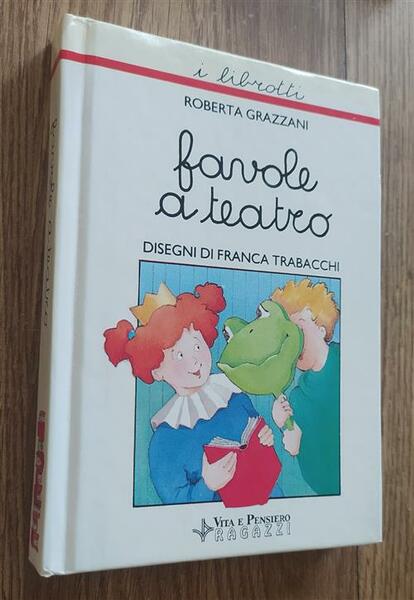 i librotti
ROBERTA GRAZZANI
favole
a teatro
DISEGNI DI FRANCA TRABACCHI
VITA E PENSIERO
RAGAZZI